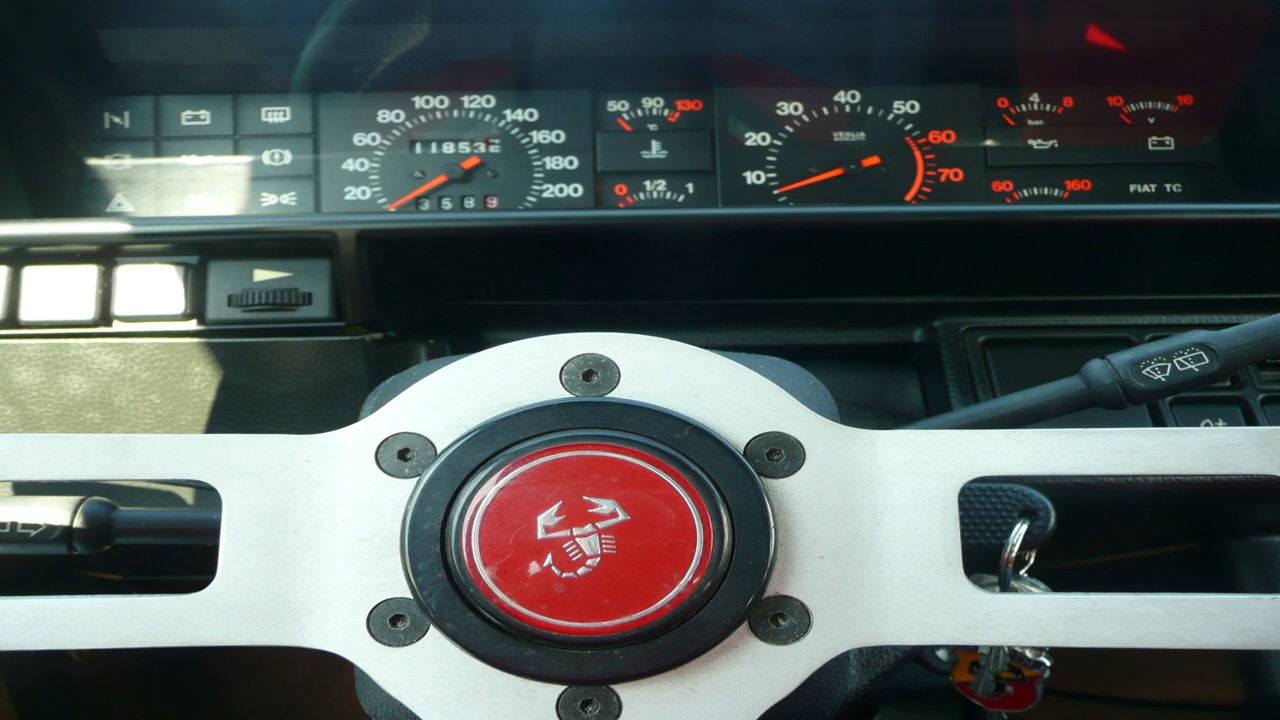 20 40 60 80 100 120 140 160 180 200
118532
3589
50 90 130
°C
0 1/2 1
10 20 30 40 50 60 70
VEGLIA
BORLETTI
0 4 8
bar
10 16
V
60 160
FIAT TC